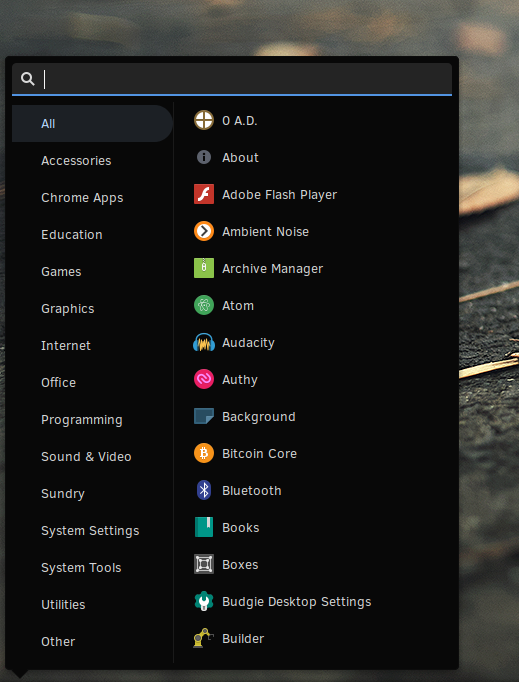 All
Accessories
Chrome Apps
Education
Games
Graphics
Internet
Office
Programming
Sound & Video
Sundry
System Settings
System Tools
Utilities
Other
0 A.D.
About
Adobe Flash Player
Ambient Noise
Archive Manager
Atom
Audacity
Authy
Background
Bitcoin Core
Bluetooth
Books
Boxes
Budgie Desktop Settings
Builder